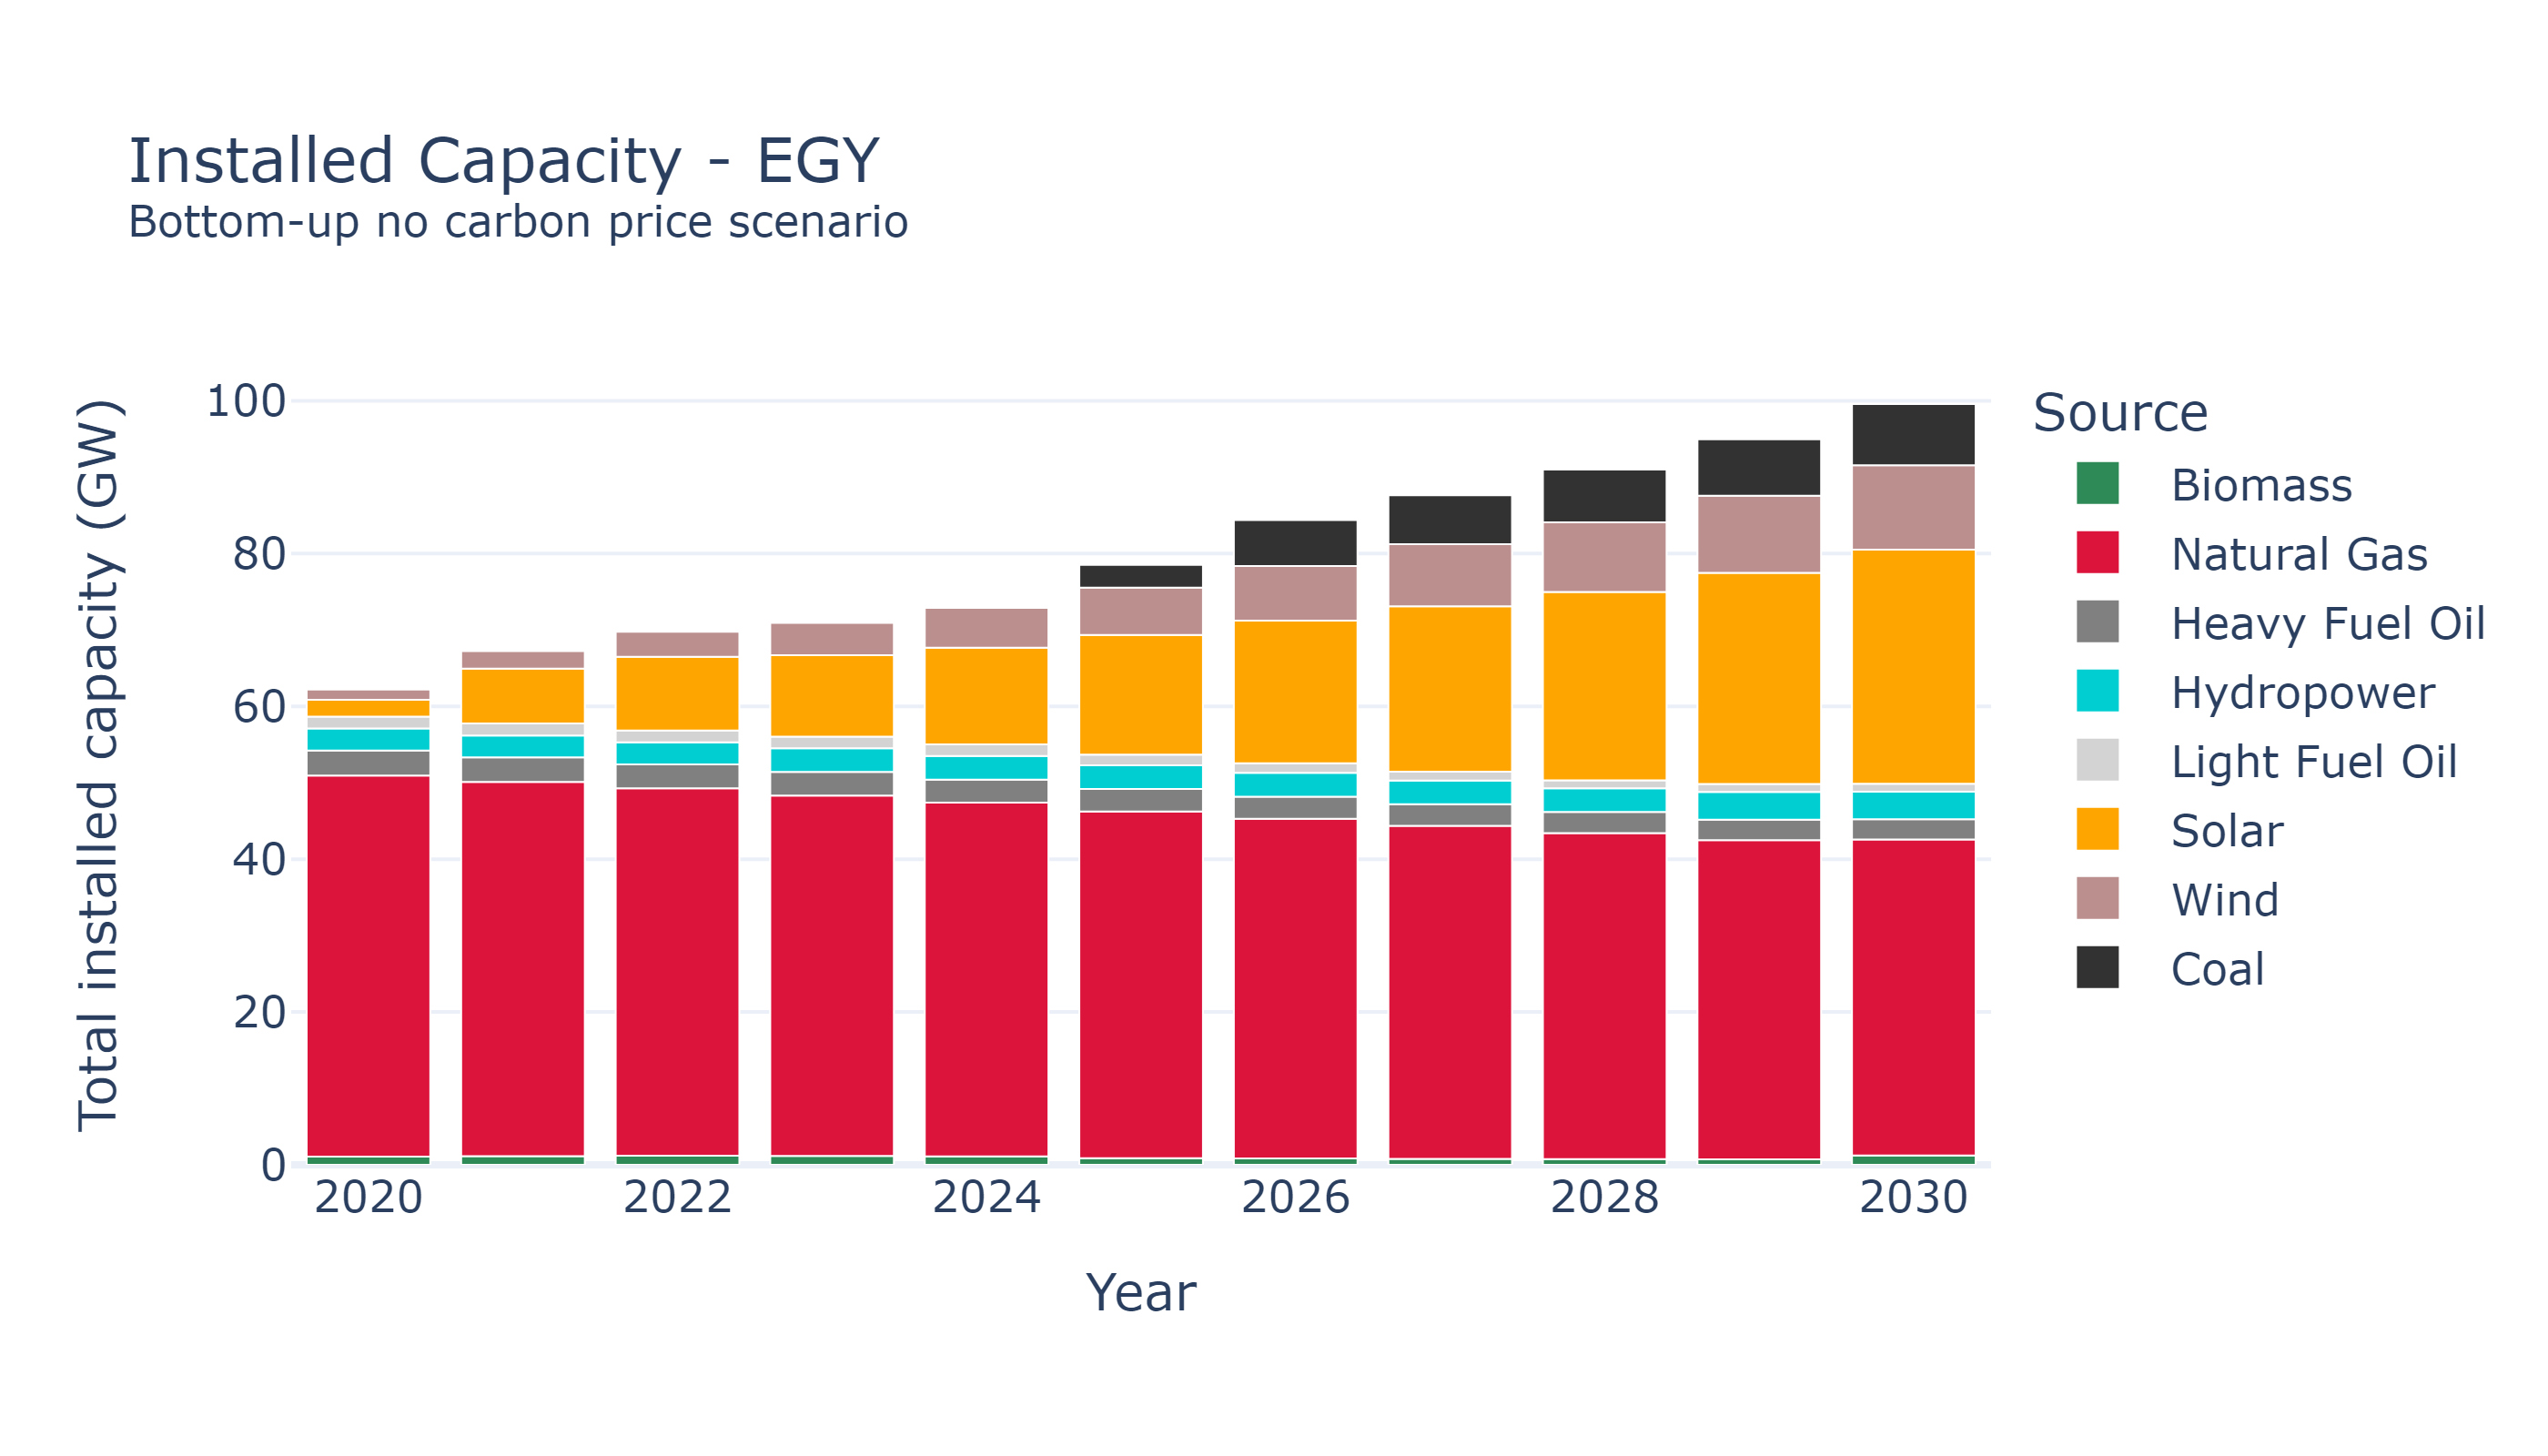 Installed Capacity - EGY
Bottom-up no carbon price scenario
Total installed capacity (GW)
100
80
60
40
20
0
2020
2022
2024
2026
2028
2030
Year
Source
Biomass
Natural Gas
Heavy Fuel Oil
Hydropower
Light Fuel Oil
Solar
Wind
Coal